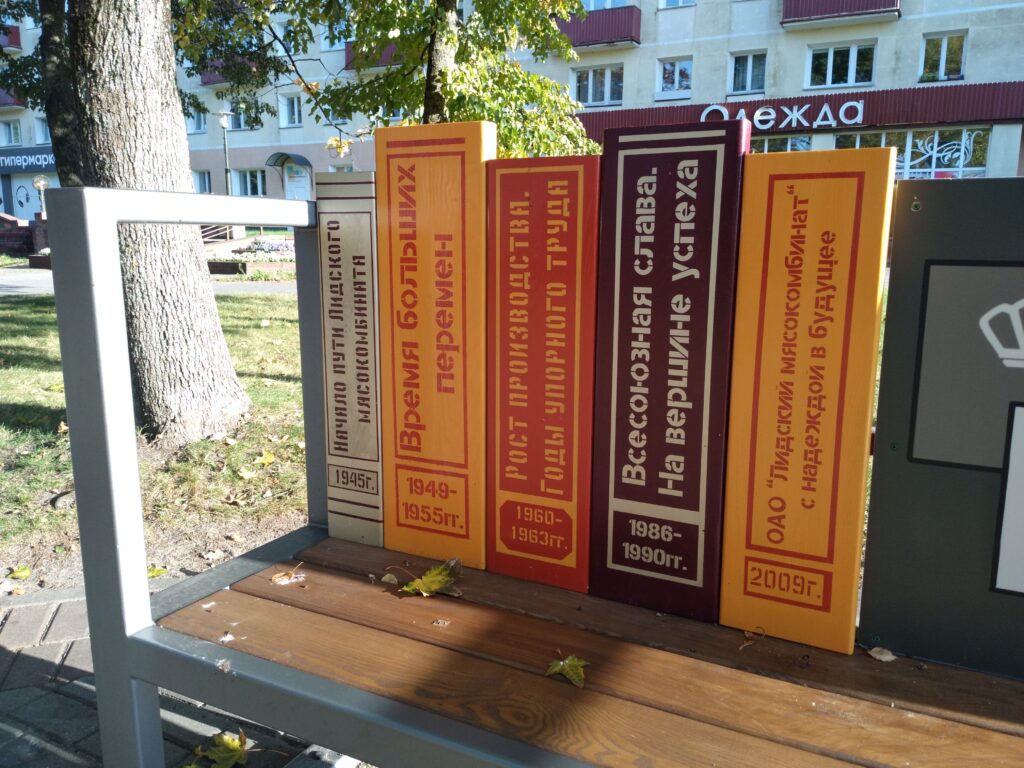 Начало пути Лидского
мясокомбината
1945г.
Время больших
перемен
1949-
1955гг.
РОСТ ПРОИЗВОДСТВА.
ГОДЫ УПОРНОГО ТРУДА
1960-
1963гг.
Всесоюзная слава.
На вершине успеха
1986-
1990гг.
ОАО "Лидский мясокомбинат"
с надеждой в будущее
2009г.
Одежда
гипермарк